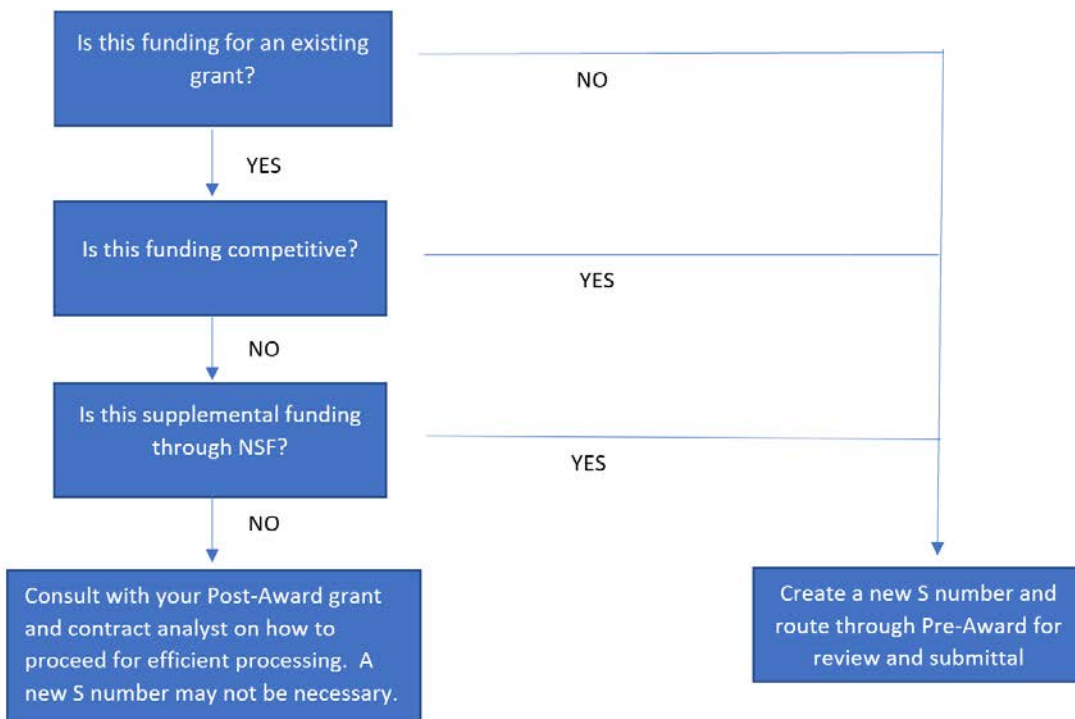 Is this funding for an existing
grant?
NO
YES
Is this funding competitive?
YES
NO
Is this supplemental funding
through NSF?
YES
NO
Consult with your Post-Award grant
and contract analyst on how to
proceed for efficient processing.  A
new S number may not be necessary.
Create a new S number and
route through Pre-Award for
review and submittal